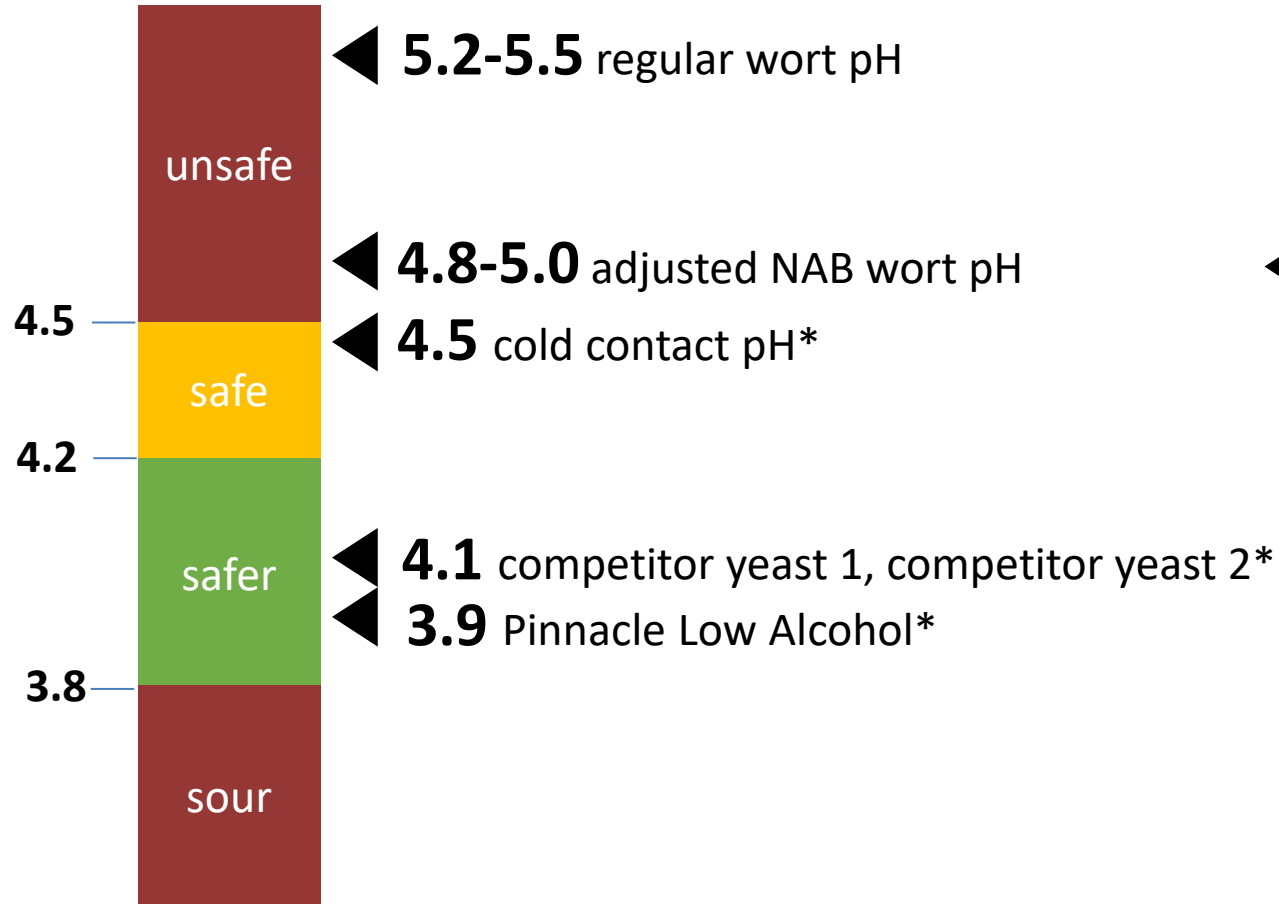 5.2-5.5 regular wort pH
unsafe
4.8-5.0 adjusted NAB wort pH
4.5
4.5 cold contact pH*
safe
4.2
4.1 competitor yeast 1, competitor yeast 2*
safer
3.9 Pinnacle Low Alcohol*
3.8
sour